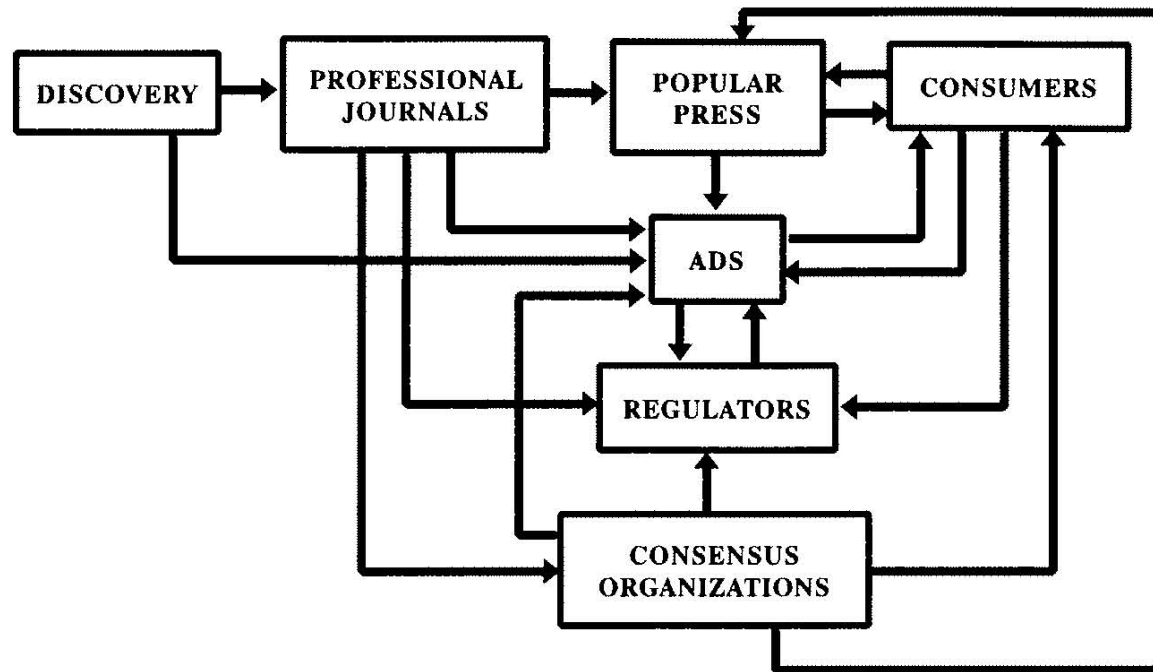 DISCOVERY
PROFESSIONAL
JOURNALS
POPULAR
PRESS
CONSUMERS
ADS
REGULATORS
CONSENSUS
ORGANIZATIONS